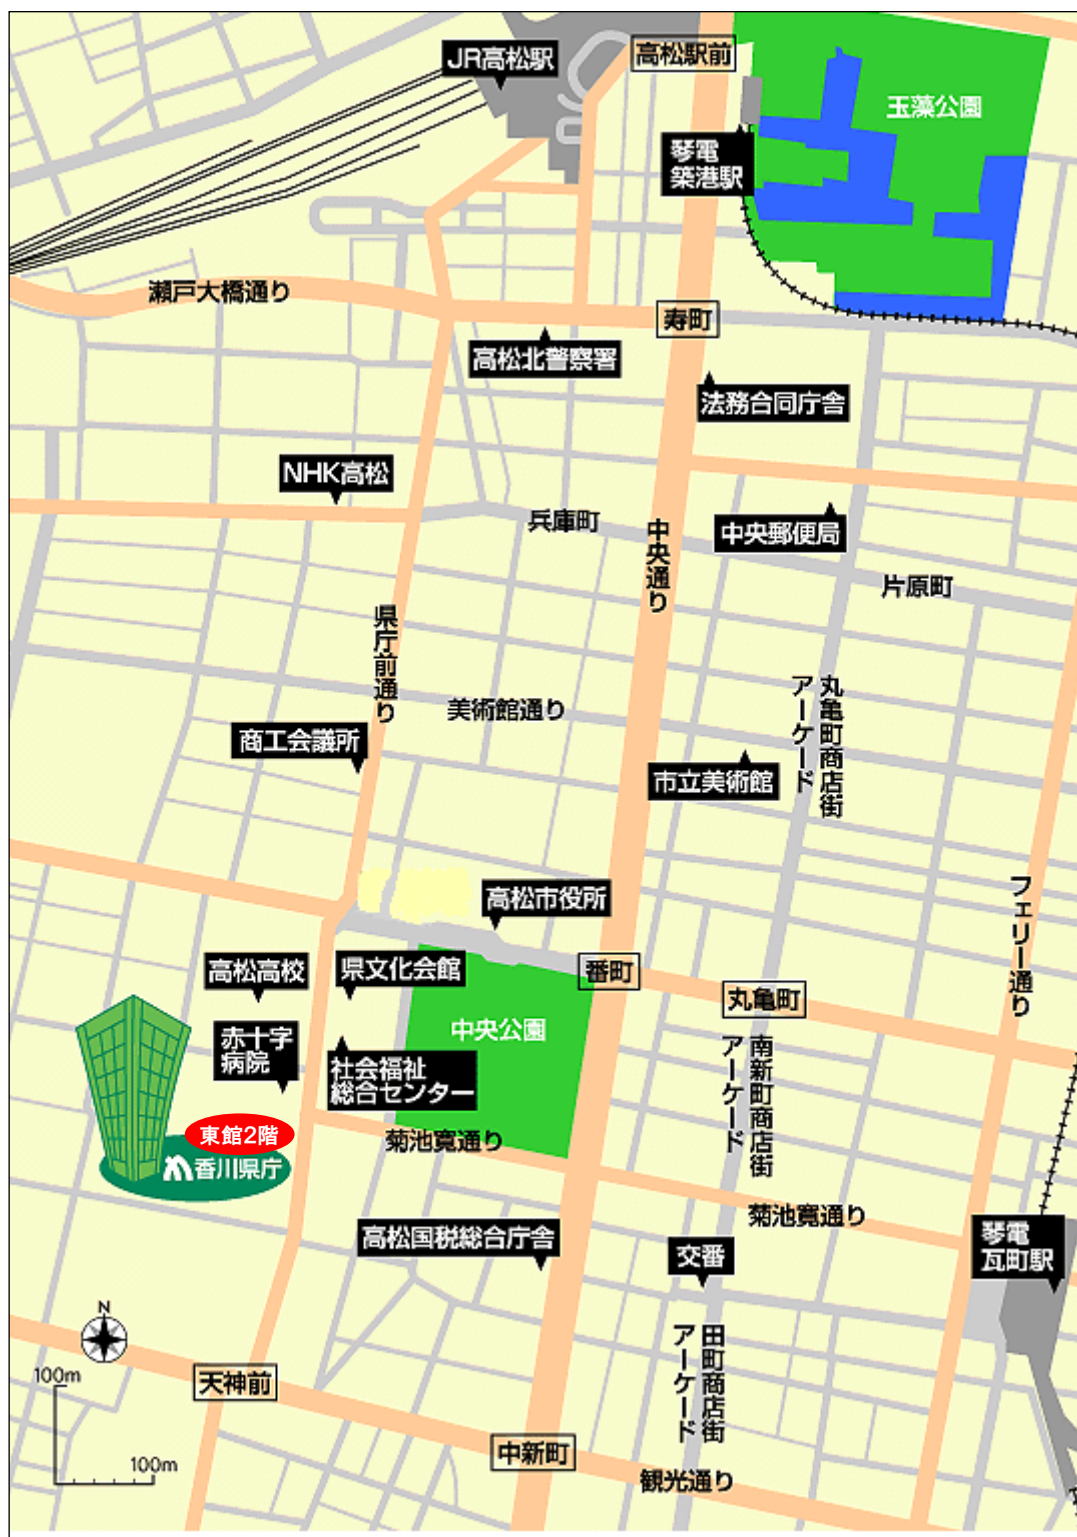 JR高松駅
高松駅前
玉藻公園
琴電
築港駅
瀬戸大橋通り
寿町
高松北警察署
法務合同庁舎
NHK高松
兵庫町
中央通り
中央郵便局
片原町
県庁前通り
美術館通り
丸亀町商店街
アーケード
商工会議所
市立美術館
フェリー通り
高松市役所
高松高校
県文化会館
番町
丸亀町
中央公園
赤十字
病院
社会福祉
総合センター
南新町商店街
アーケード
東館2階
香川県庁
菊池寛通り
菊池寛通り
高松国税総合庁舎
交番
琴電
瓦町駅
N
田町商店街
アーケード
100m
100m
天神前
中新町
観光通り